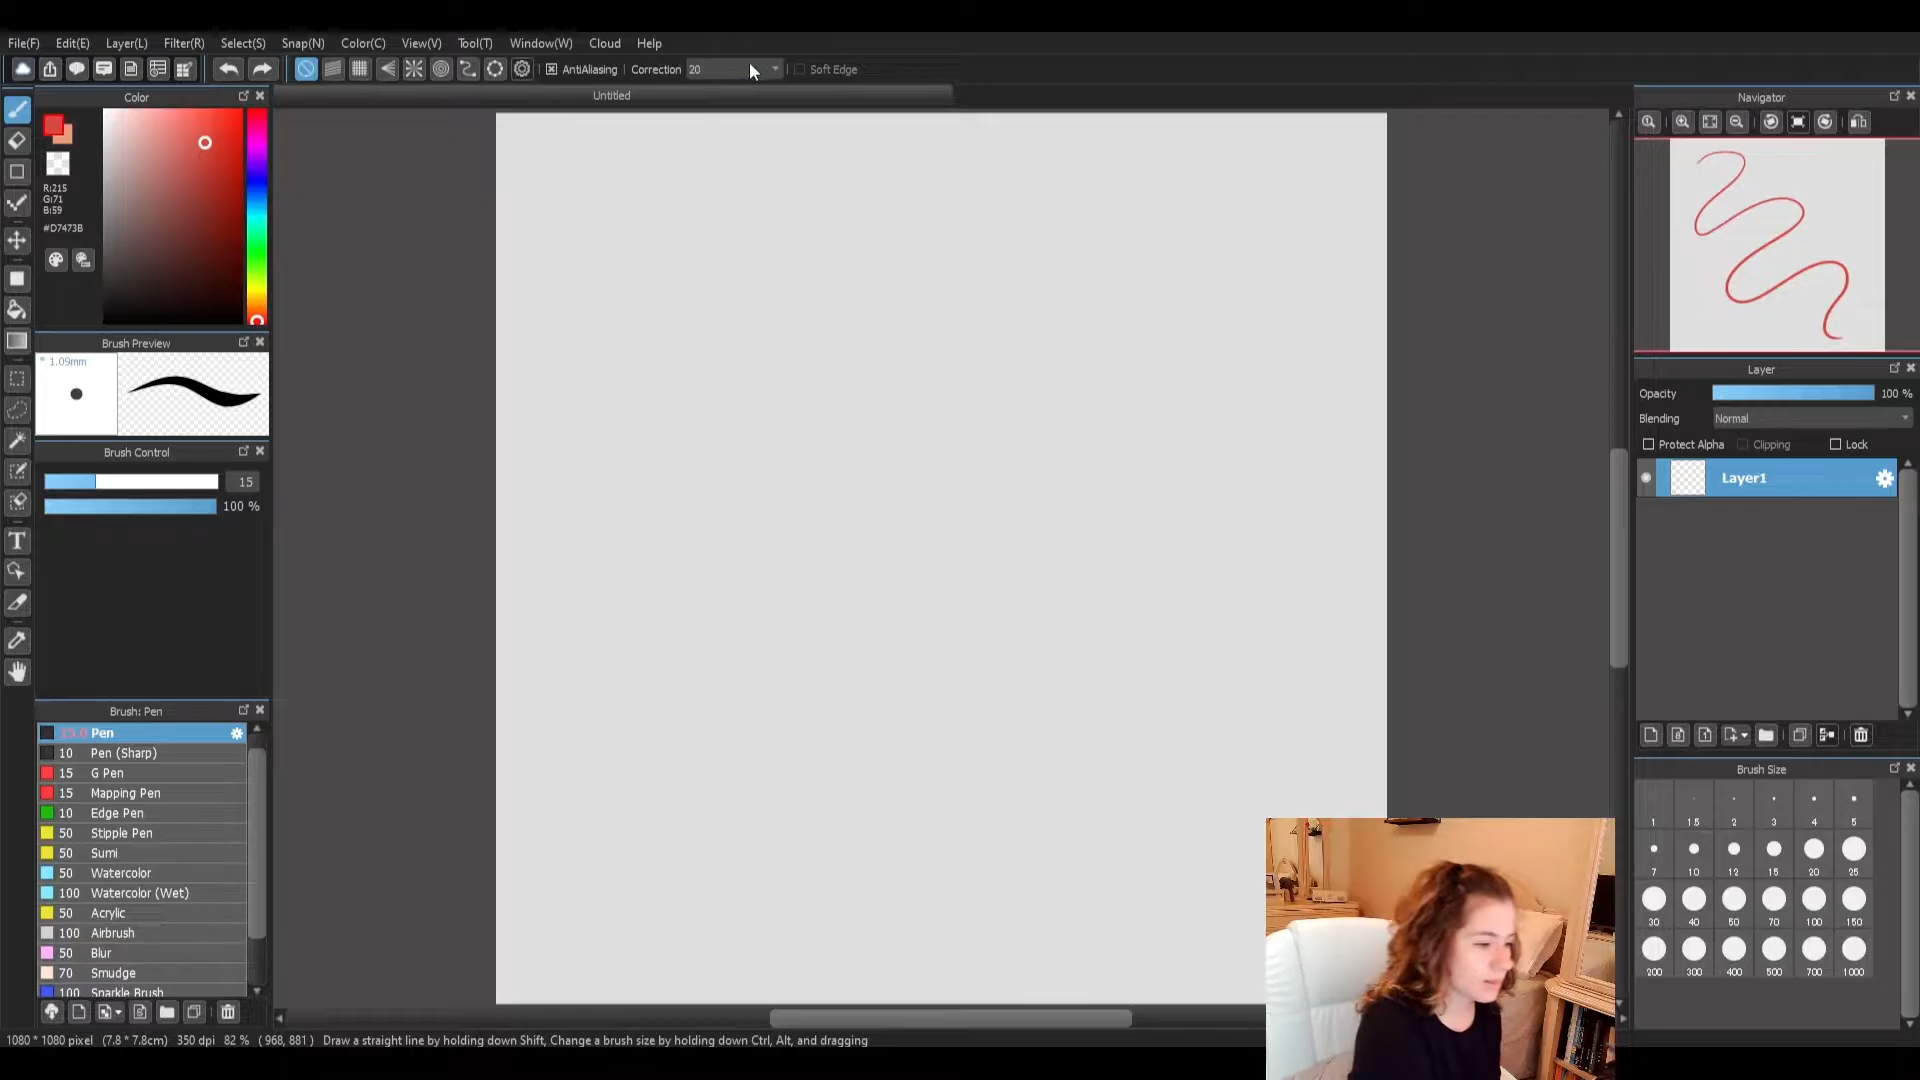 File(F) Edit(E) Layer(L) Filter(R) Select(S) Snap(N) Color(C) View(V) Tool(T) Window(W) Cloud Help
AntiAliasing Correction 20 Soft Edge
Color
Untitled
Navigator
R:215
G:71
B:59
#D7473B
Brush Preview
* 1.09mm
Brush Control
15
100 %
Layer
Opacity 100 %
Blending Normal
Protect Alpha Clipping Lock
Layer1
Brush: Pen
15.0 Pen
10 Pen (Sharp)
15 G Pen
15 Mapping Pen
10 Edge Pen
50 Stipple Pen
50 Sumi
50 Watercolor
100 Watercolor (Wet)
50 Acrylic
100 Airbrush
50 Blur
70 Smudge
100 Sparkle Brush
Brush Size
1 1.5 2 3 4 5
7 10 12 15 20 25
30 40 50 70 100 150
200 300 400 500 700 1000
1080 * 1080 pixel (7.8 * 7.8cm) 350 dpi 82 % ( 968, 881 ) Draw a straight line by holding down Shift, Change a brush size by holding down Ctrl, Alt, and dragging